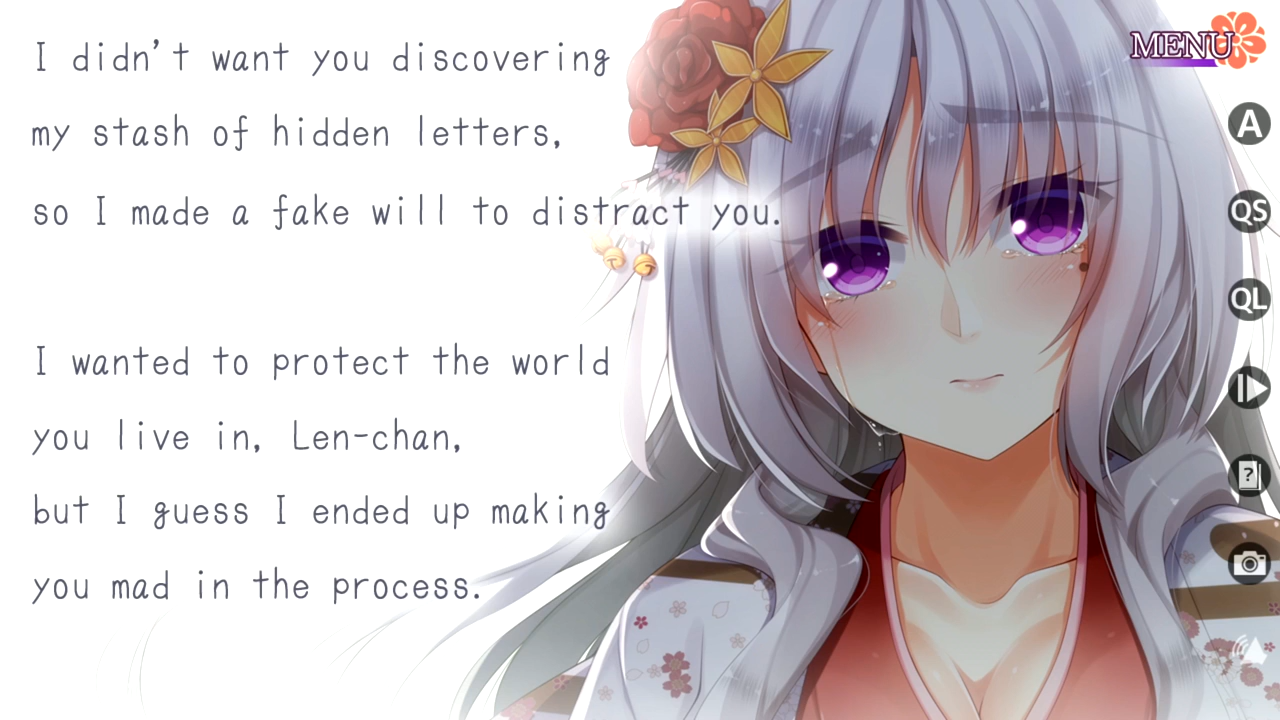 I didn't want you discovering
my stash of hidden letters,
so I made a fake will to distract you.
I wanted to protect the world
you live in, Len-chan,
but I guess I ended up making
you mad in the process.
MENU
A
QS
QL
?